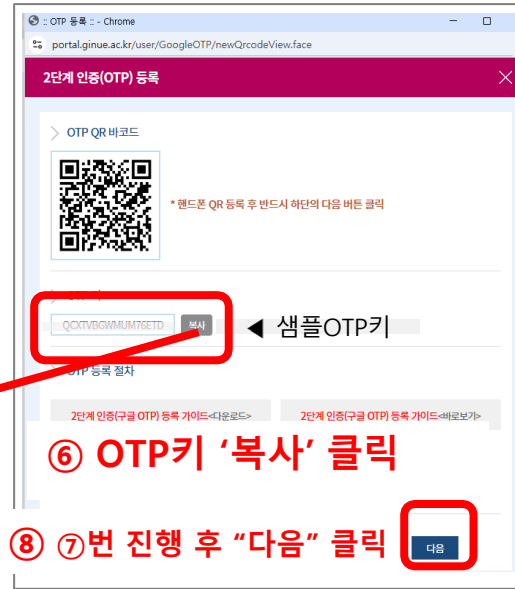 :: OTP 등록 :: - Chrome
portal.ginue.ac.kr/user/GoogleOTP/newQrcodeView.face
2단계 인증(OTP) 등록
OTP QR 바코드
* 핸드폰 QR 등록 후 반드시 하단의 다음 버튼 클릭
QCXTVBGWMUM76ETD 복사 ◀ 샘플OTP키
OTP 등록 절차
2단계 인증(구글 OTP) 등록 가이드<다운로드> 2단계 인증(구글 OTP) 등록 가이드<바로보기>
⑥ OTP키 ‘복사’ 클릭
⑧ ⑦번 진행 후 “다음” 클릭 다음